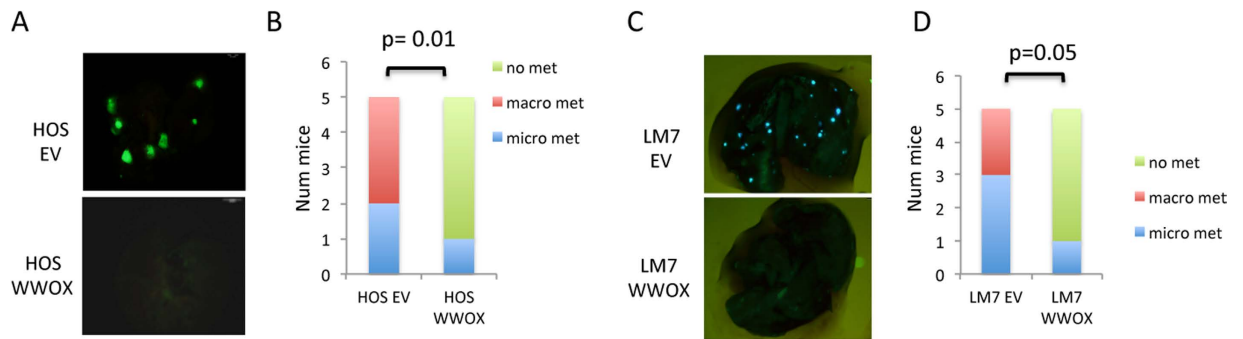 A
HOS
EV
HOS
WWOX
B
p= 0.01
Num mice
6
5
4
3
2
1
0
HOS EV
HOS
WWOX
no met
macro met
micro met
C
LM7
EV
LM7
WWOX
D
p=0.05
Num mice
6
5
4
3
2
1
0
LM7 EV
LM7
WWOX
no met
macro met
micro met